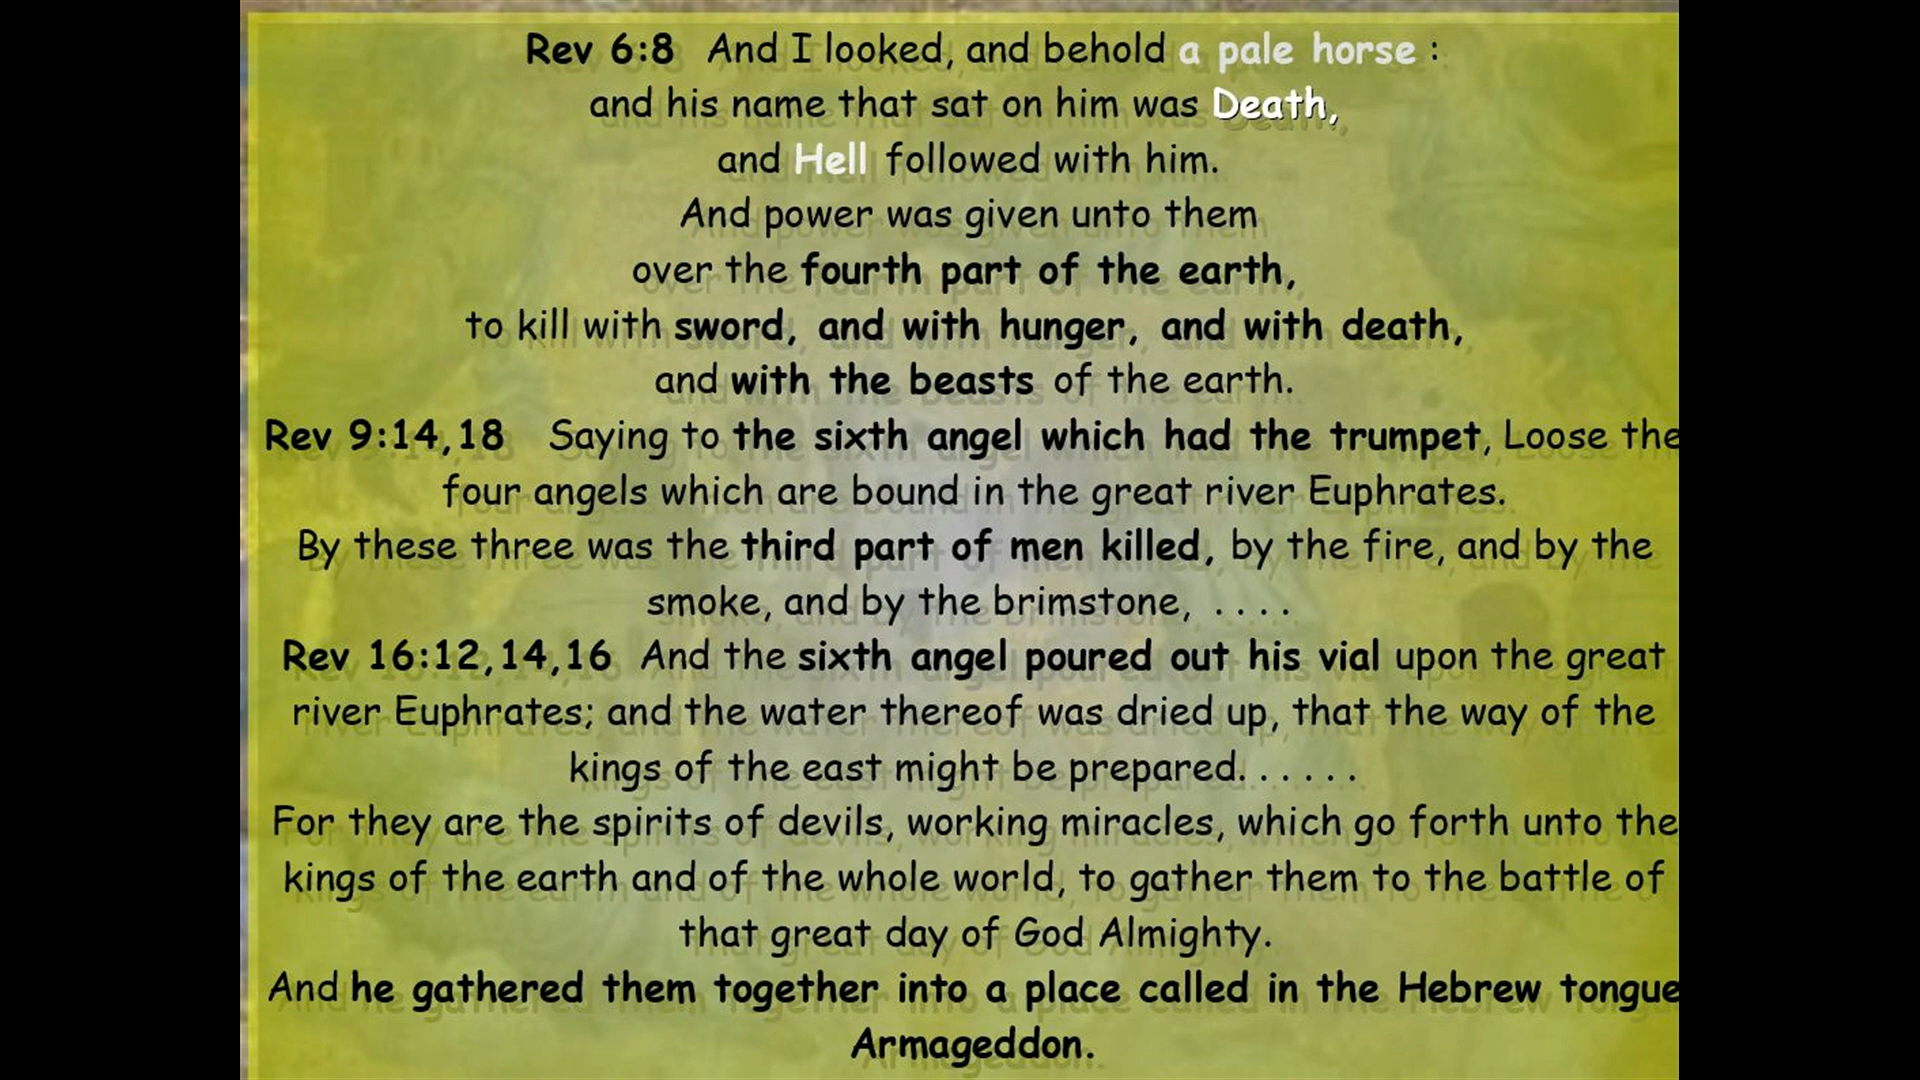 Rev 6:8 And I looked, and behold a pale horse :
and his name that sat on him was Death,
and Hell followed with him.
And power was given unto them
over the fourth part of the earth,
to kill with sword, and with hunger, and with death,
and with the beasts of the earth.
Rev 9:14,18 Saying to the sixth angel which had the trumpet, Loose the
four angels which are bound in the great river Euphrates.
By these three was the third part of men killed, by the fire, and by the
smoke, and by the brimstone, . . . .
Rev 16:12,14,16 And the sixth angel poured out his vial upon the great
river Euphrates; and the water thereof was dried up, that the way of the
kings of the east might be prepared. . . . . .
For they are the spirits of devils, working miracles, which go forth unto the
kings of the earth and of the whole world, to gather them to the battle of
that great day of God Almighty.
And he gathered them together into a place called in the Hebrew tongue
Armageddon.